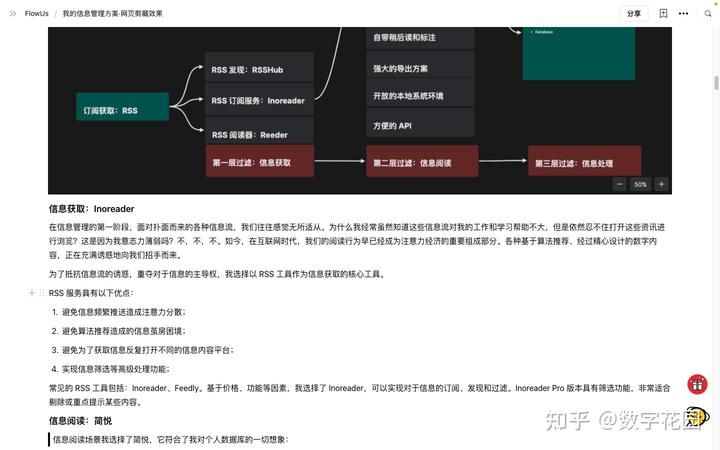 FlowUs / 我的信息管理方案·网页剪藏效果
分享
自带稍后读和标注
Database
RSS 发现：RSSHub
强大的导出方案
订阅获取：RSS
RSS 订阅服务：Inoreader
开放的本地系统环境
RSS 阅读器：Reeder
方便的 API
第一层过滤：信息获取
第二层过滤：信息阅读
第三层过滤：信息处理
50%
信息获取：Inoreader
在信息管理的第一阶段，面对扑面而来的各种信息流，我们往往感觉无所适从。为什么我经常虽然知道这些信息流对我的工作和学习帮助不大，但是依然忍不住打开这些资讯进
行浏览？这是因为我意志力薄弱吗？不，不，不。如今，在互联网时代，我们的阅读行为早已经成为注意力经济的重要组成部分。各种基于算法推荐、经过精心设计的数字内
容，正在充满诱惑地向我们招手而来。
为了抵抗信息流的诱惑，重夺对于信息的主导权，我选择以 RSS 工具作为信息获取的核心工具。
RSS 服务具有以下优点：
1. 避免信息频繁推送造成注意力分散；
2. 避免算法推荐造成的信息茧房困境；
3. 避免为了获取信息反复打开不同的信息内容平台；
4. 实现信息筛选等高级处理功能；
常见的 RSS 工具包括：Inoreader、Feedly。基于价格、功能等因素，我选择了 Inoreader，可以实现对于信息的订阅、发现和过滤。Inoreader Pro 版本具有筛选功能，非常适合
剔除或重点提示某些内容。
信息阅读：简悦
信息阅读场景我选择了简悦，它符合了我对个人数据库的一切想象：
知乎 @数字花园